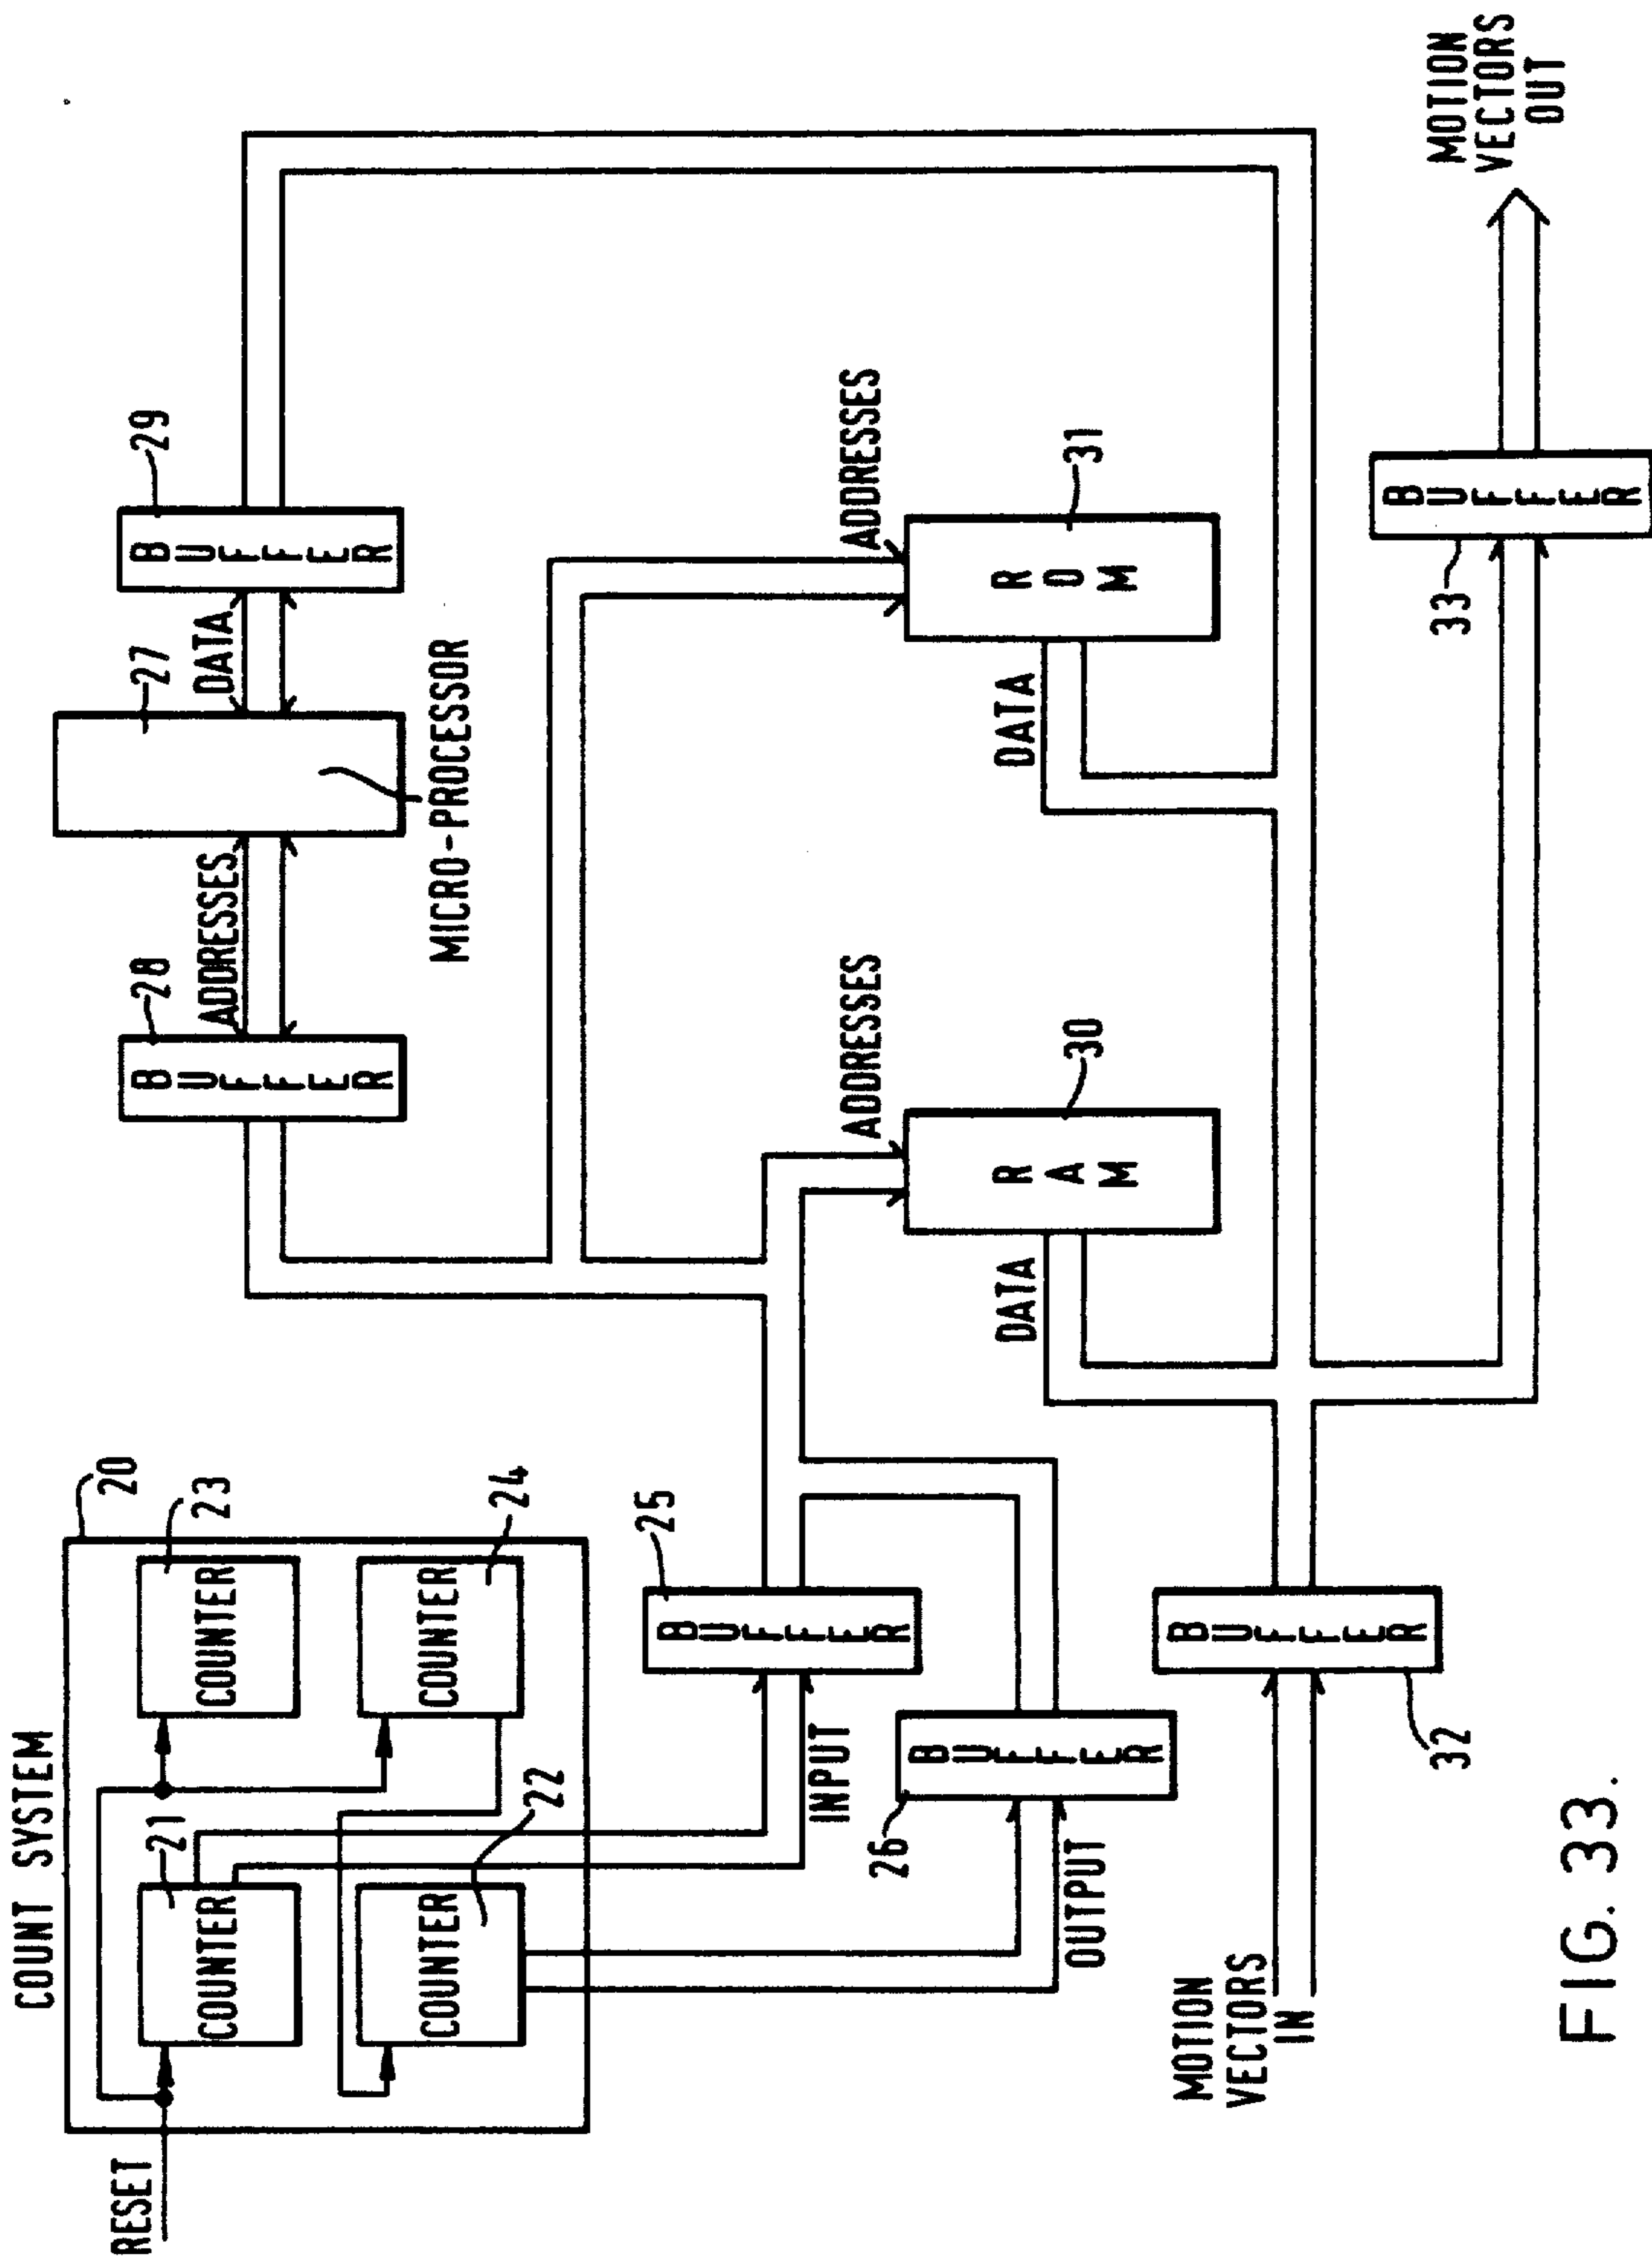 COUNT SYSTEM
20
RESET
21
COUNTER
23
COUNTER
COUNTER
22
COUNTER
24
28
BUFFER
ADDRESSES
27
MICRO-PROCESSOR
DATA
29
BUFFER
INPUT
25
BUFFER
26
BUFFER
OUTPUT
ADDRESSES
30
RAM
DATA
ADDRESSES
31
ROM
DATA
MOTION
VECTORS
IN
32
BUFFER
33
BUFFER
MOTION
VECTORS
OUT
FIG. 33.